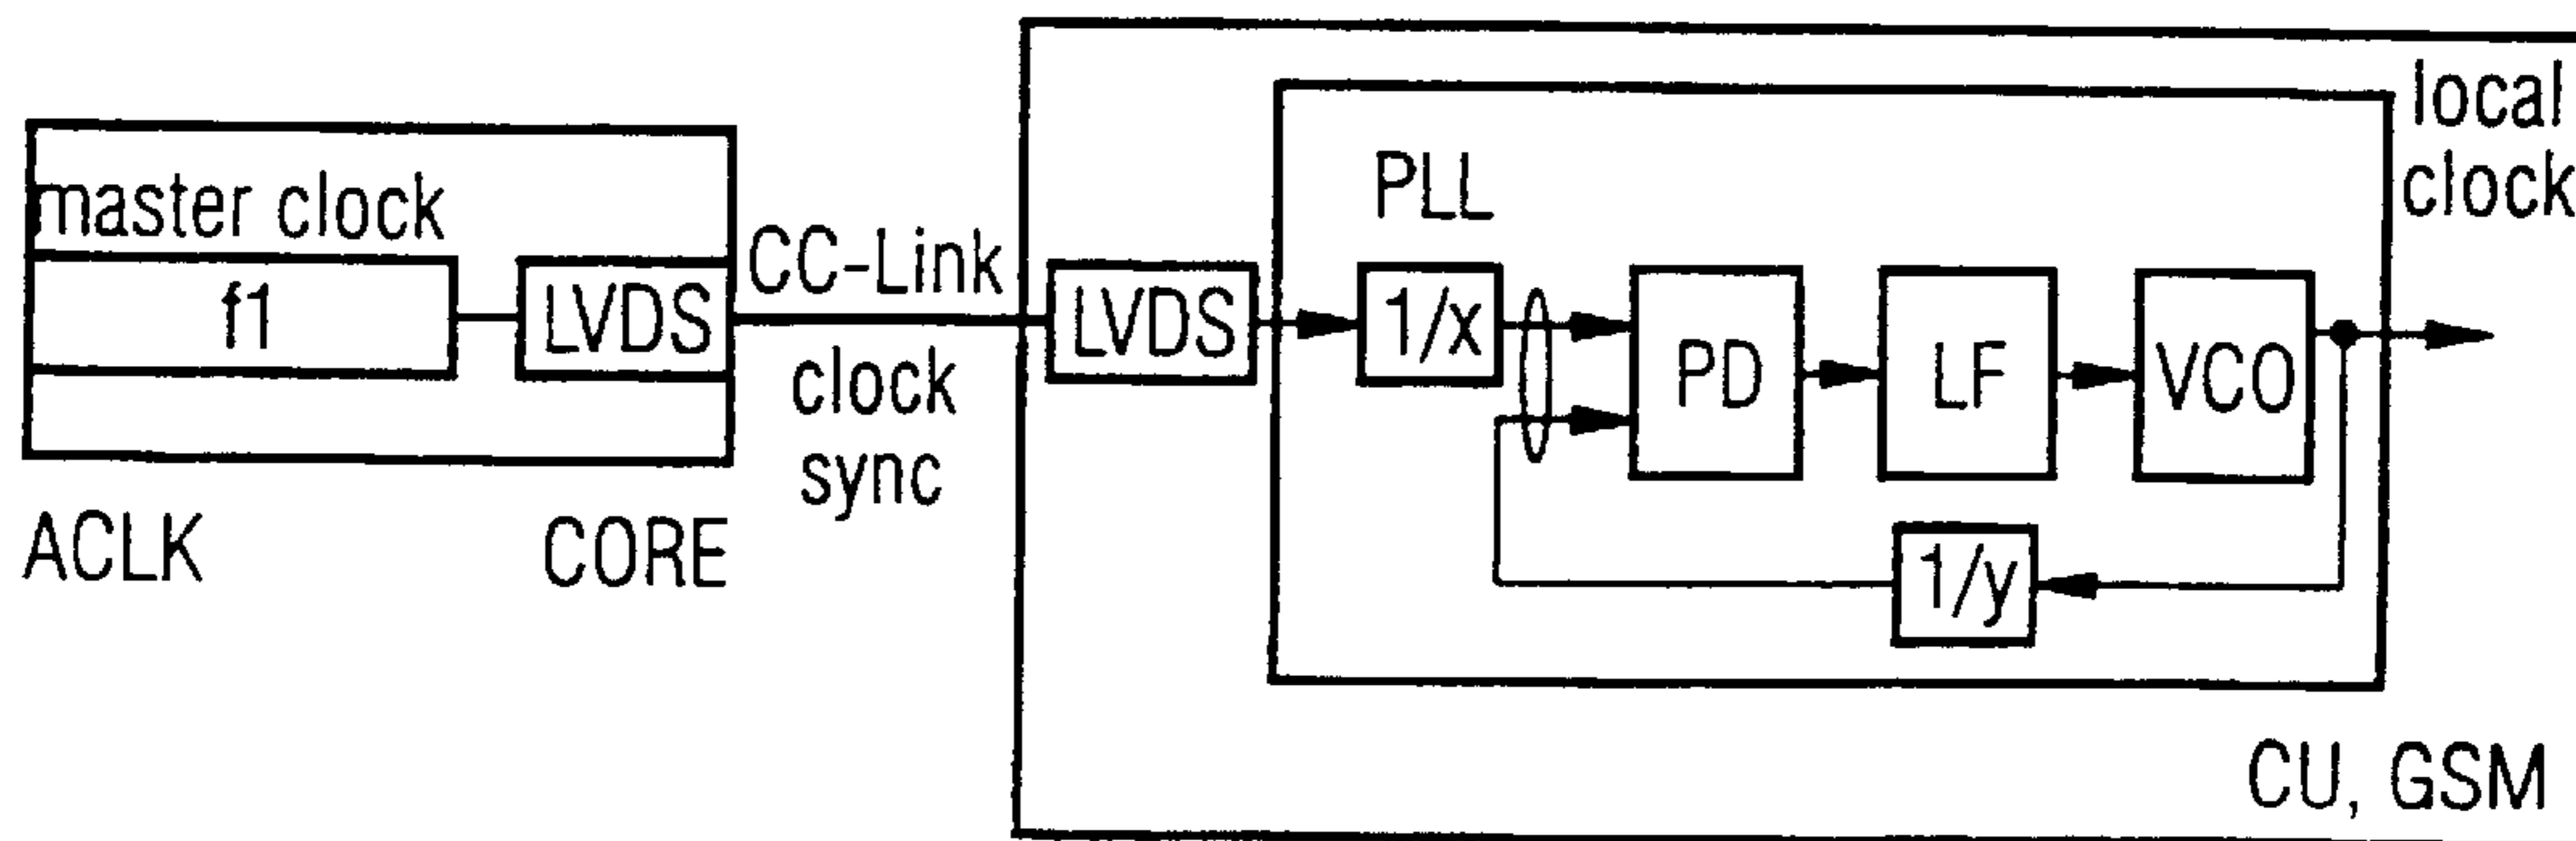 local
clock
PLL
master clock
CC-Link
f1
LVDS
LVDS
1/x
PD
LF
VCO
clock
sync
1/y
ACLK
CORE
CU, GSM